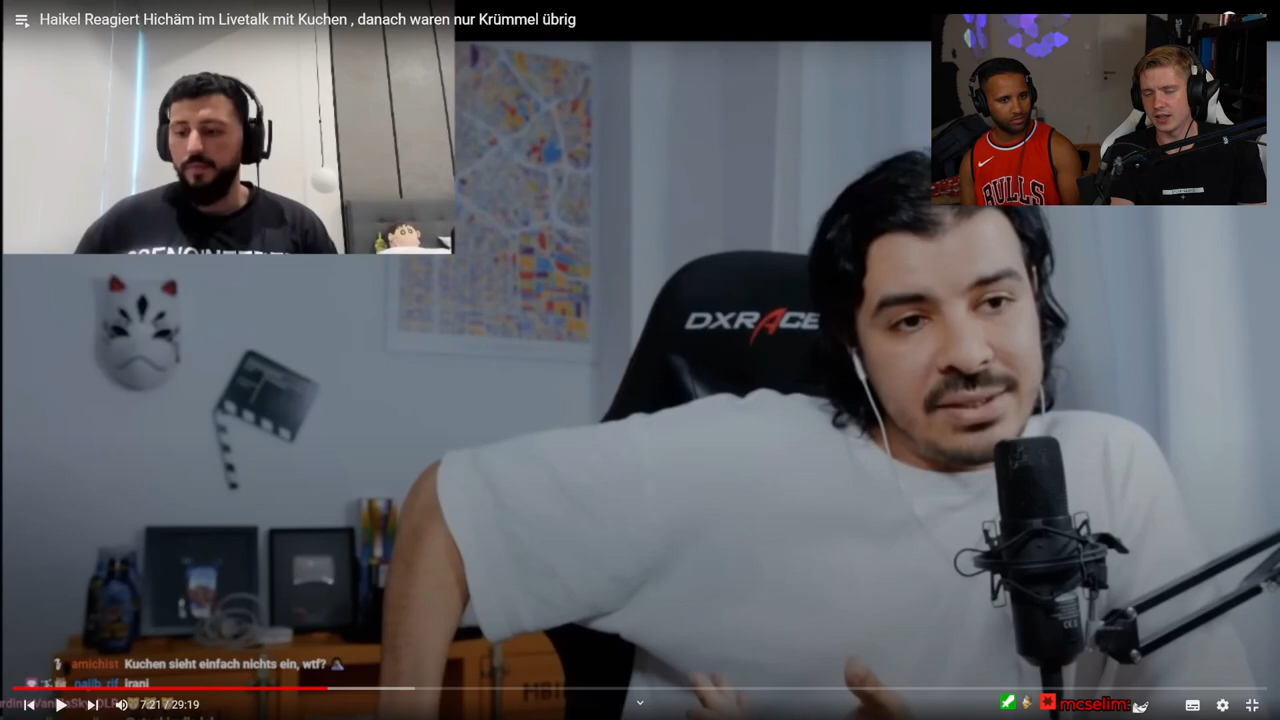 Haikel Reagiert Hichäm im Livetalk mit Kuchen , danach waren nur Krümmel übrig
BULLS
DXRACE
amichist Kuchen sieht einfach nichts ein, wtf?
najib_rif irani
7:21 / 29:19
mcselim: